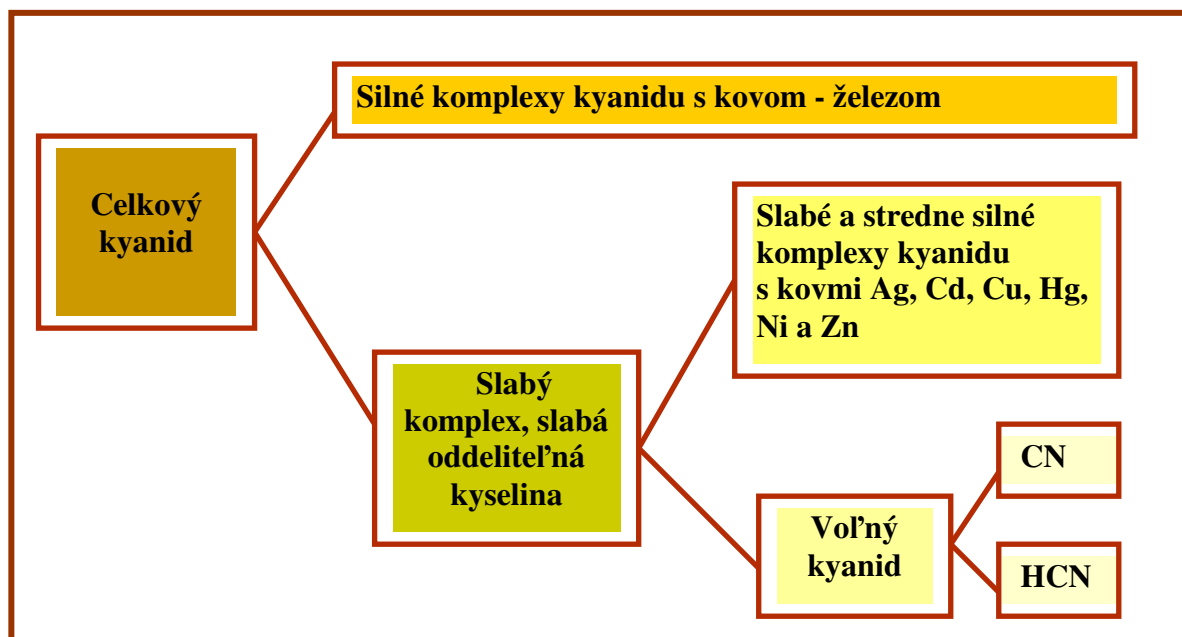 Silné komplexy kyanidu s kovom - železom
Celkový
kyanid
Slabé a stredne silné
komplexy kyanidu
s kovmi Ag, Cd, Cu, Hg,
Ni a Zn
Slabý
komplex, slabá
oddeliteľná
kyselina
CN
Voľný
kyanid
HCN